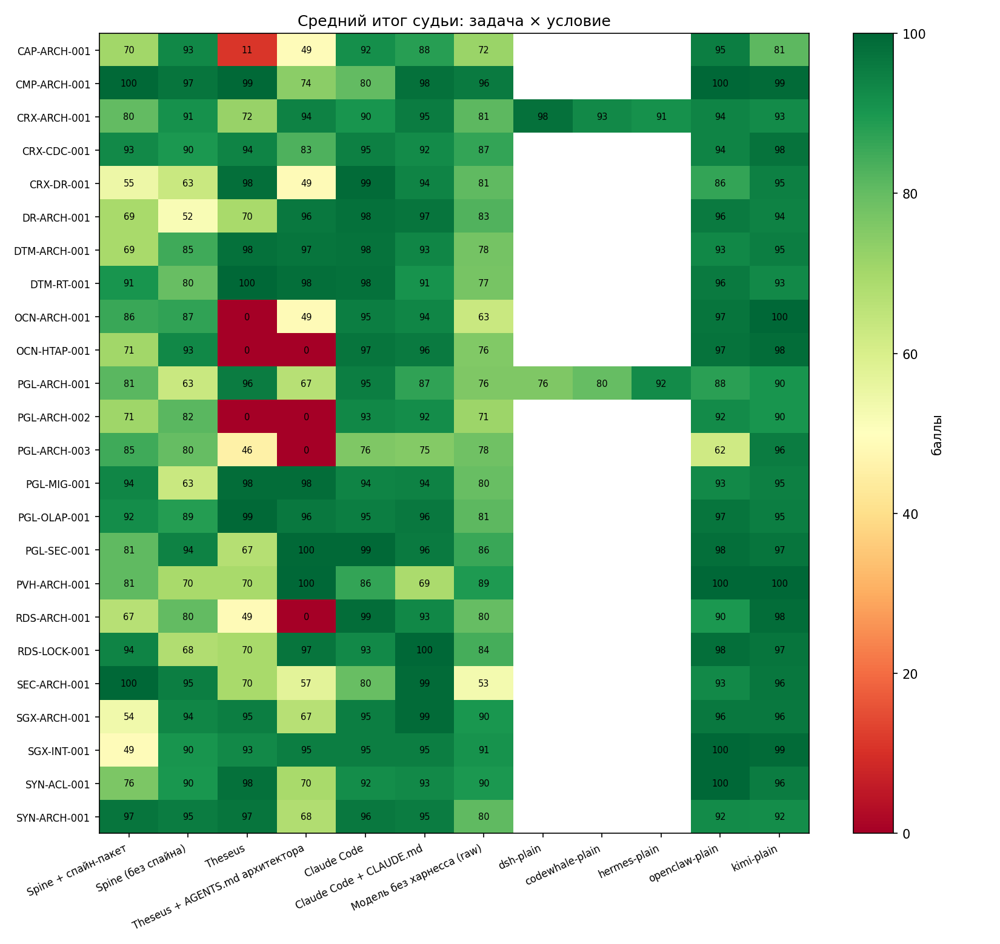 Средний итог судьи: задача × условие
CAP-ARCH-001 70 93 11 49 92 88 72 95 81
CMP-ARCH-001 100 97 99 74 80 98 96 100 99
CRX-ARCH-001 80 91 72 94 90 95 81 98 93 91 94 93
CRX-CDC-001 93 90 94 83 95 92 87 94 98
CRX-DR-001 55 63 98 49 99 94 81 86 95
DR-ARCH-001 69 52 70 96 98 97 83 96 94
DTM-ARCH-001 69 85 98 97 98 93 78 93 95
DTM-RT-001 91 80 100 98 98 91 77 96 93
OCN-ARCH-001 86 87 0 49 95 94 63 97 100
OCN-HTAP-001 71 93 0 0 97 96 76 97 98
PGL-ARCH-001 81 63 96 67 95 87 76 76 80 92 88 90
PGL-ARCH-002 71 82 0 0 93 92 71 92 90
PGL-ARCH-003 85 80 46 0 76 75 78 62 96
PGL-MIG-001 94 63 98 98 94 94 80 93 95
PGL-OLAP-001 92 89 99 96 95 96 81 97 95
PGL-SEC-001 81 94 67 100 99 96 86 98 97
PVH-ARCH-001 81 70 70 100 86 69 89 100 100
RDS-ARCH-001 67 80 49 0 99 93 80 90 98
RDS-LOCK-001 94 68 70 97 93 100 84 98 97
SEC-ARCH-001 100 95 70 57 80 99 53 93 96
SGX-ARCH-001 54 94 95 67 95 99 90 96 96
SGX-INT-001 49 90 93 95 95 95 91 100 99
SYN-ACL-001 76 90 98 70 92 93 90 100 96
SYN-ARCH-001 97 95 97 68 96 95 80 92 92
Spine + спайн-пакет
Spine (без спайна)
Theseus
Theseus + AGENTS.md архитектора
Claude Code
Claude Code + CLAUDE.md
Модель без харнесса (raw)
dsh-plain
codewhale-plain
hermes-plain
openclaw-plain
kimi-plain
100
80
60
40
20
0
баллы